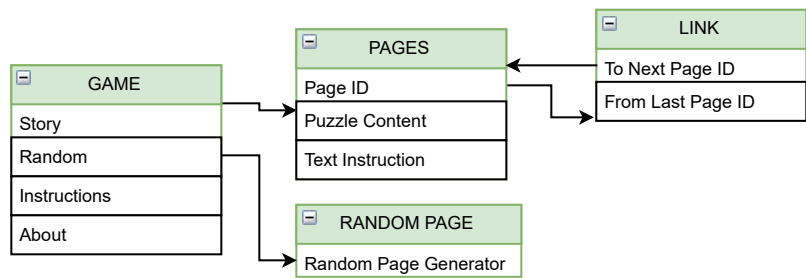 GAME
Story
Random
Instructions
About
PAGES
Page ID
Puzzle Content
Text Instruction
LINK
To Next Page ID
From Last Page ID
RANDOM PAGE
Random Page Generator